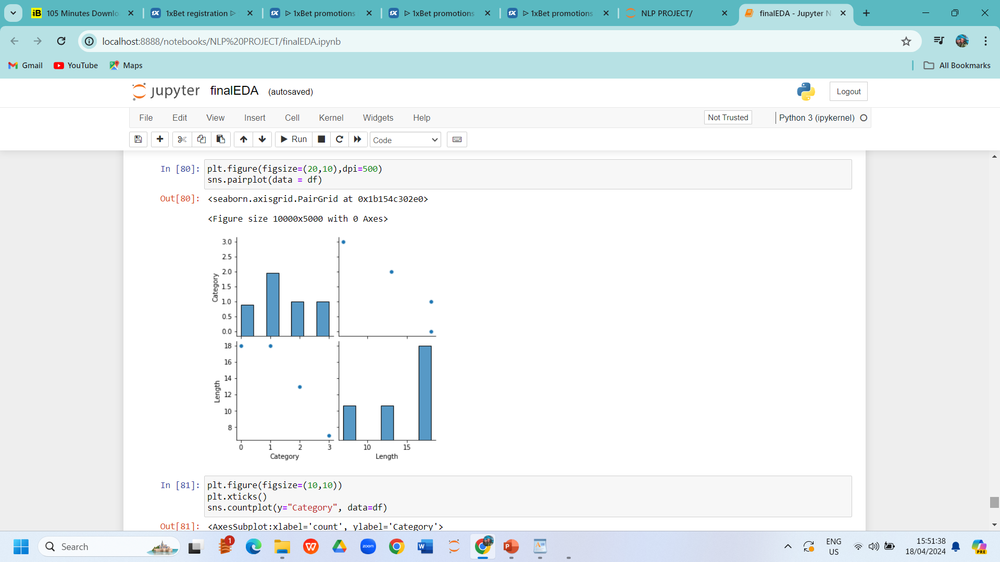 105 Minutes Downlo
1xBet registration ▷
▷ 1xBet promotions
▷ 1xBet promotions
▷ 1xBet promotions
NLP PROJECT/
finalEDA - Jupyter N
localhost:8888/notebooks/NLP%20PROJECT/finalEDA.ipynb
Gmail YouTube Maps All Bookmarks
jupyter finalEDA (autosaved) Logout
File Edit View Insert Cell Kernel Widgets Help Not Trusted Python 3 (ipykernel)
Run Code
In [80]: plt.figure(figsize=(20,10),dpi=500)
sns.pairplot(data = df)
Out[80]: <seaborn.axisgrid.PairGrid at 0x1b154c302e0>
<Figure size 10000x5000 with 0 Axes>
3.0
2.5
2.0
1.5
1.0
0.5
0.0
Category
18
16
14
12
10
8
Length
0 1 2 3 10 15
Category Length
In [81]: plt.figure(figsize=(10,10))
plt.xticks()
sns.countplot(y="Category", data=df)
Out[81]: <AxesSubplot:xlabel='count', ylabel='Category'>
Search
1
zoom
ENG
US
15:51:38
18/04/2024
PRE